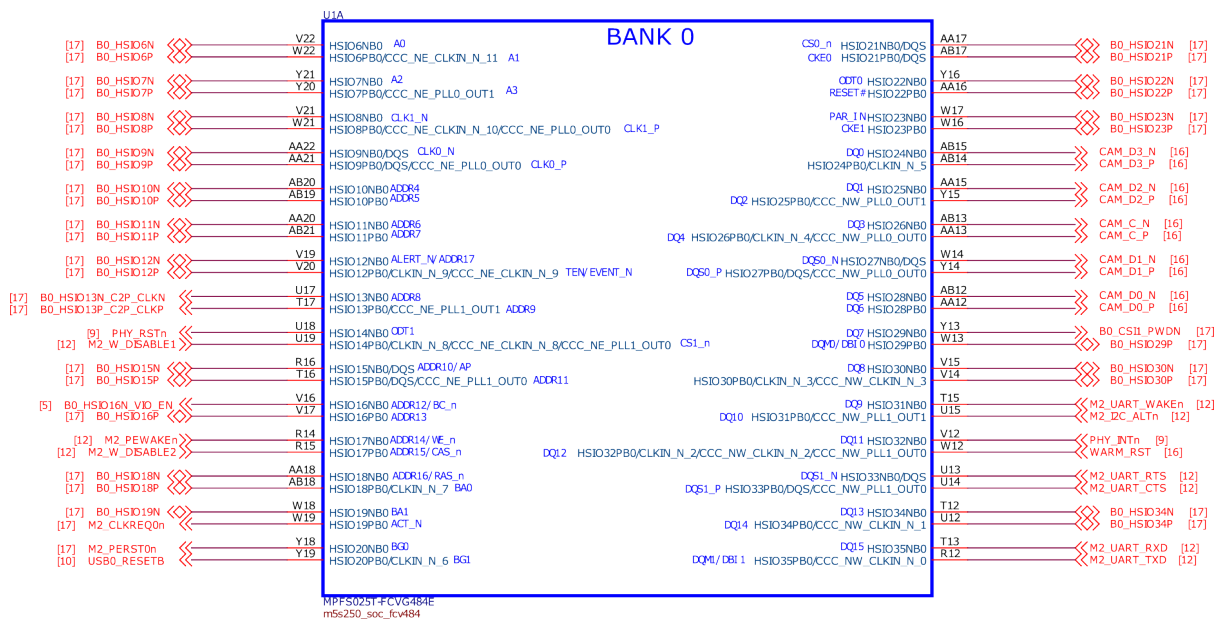 U1A
BANK 0
[17] B0_HSIO6N V22 HSIO6NB0 A0 CS0_n HSIO21NB0/DQS AA17 B0_HSIO21N [17]
[17] B0_HSIO6P W22 HSIO6PB0/CCC_NE_CLKIN_N_11 A1 CKE0 HSIO21PB0/DQS AB17 B0_HSIO21P [17]
[17] B0_HSIO7N Y21 HSIO7NB0 A2 ODT0 HSIO22NB0 Y16 B0_HSIO22N [17]
[17] B0_HSIO7P Y20 HSIO7PB0/CCC_NE_PLL0_OUT1 A3 RESET# HSIO22PB0 AA16 B0_HSIO22P [17]
[17] B0_HSIO8N V21 HSIO8NB0 CLK1_N PAR_IN HSIO23NB0 W17 B0_HSIO23N [17]
[17] B0_HSIO8P W21 HSIO8PB0/CCC_NE_CLKIN_N_10/CCC_NE_PLL0_OUT0 CLK1_P CKE1 HSIO23PB0 W16 B0_HSIO23P [17]
[17] B0_HSIO9N AA22 HSIO9NB0/DQS CLK0_N DQ0 HSIO24NB0 AB15 CAM_D3_N [16]
[17] B0_HSIO9P AA21 HSIO9PB0/DQS/CCC_NE_PLL0_OUT0 CLK0_P HSIO24PB0/CLKIN_N_5 AB14 CAM_D3_P [16]
[17] B0_HSIO10N AB20 HSIO10NB0 ADDR4 DQ1 HSIO25NB0 AA15 CAM_D2_N [16]
[17] B0_HSIO10P AB19 HSIO10PB0 ADDR5 DQ2 HSIO25PB0/CCC_NW_PLL0_OUT1 Y15 CAM_D2_P [16]
[17] B0_HSIO11N AA20 HSIO11NB0 ADDR6 DQ3 HSIO26NB0 AB13 CAM_C_N [16]
[17] B0_HSIO11P AB21 HSIO11PB0 ADDR7 DQ4 HSIO26PB0/CLKIN_N_4/CCC_NW_PLL0_OUT0 AA13 CAM_C_P [16]
[17] B0_HSIO12N V19 HSIO12NB0 ALERT_N/ADDR17 DQS0_N HSIO27NB0/DQS W14 CAM_D1_N [16]
[17] B0_HSIO12P V20 HSIO12PB0/CLKIN_N_9/CCC_NE_CLKIN_N_9 TEN/EVENT_N DQS0_P HSIO27PB0/DQS/CCC_NW_PLL0_OUT0 Y14 CAM_D1_P [16]
[17] B0_HSIO13N_C2P_CLKN U17 HSIO13NB0 ADDR8 DQ5 HSIO28NB0 AB12 CAM_D0_N [16]
[17] B0_HSIO13P_C2P_CLKP T17 HSIO13PB0/CCC_NE_PLL1_OUT1 ADDR9 DQ6 HSIO28PB0 AA12 CAM_D0_P [16]
[9] PHY_RSTn U18 HSIO14NB0 ODT1 DQ7 HSIO29NB0 Y13 B0_CSI1_PWDN [17]
[12] M2_W_DISABLE1 U19 HSIO14PB0/CLKIN_N_8/CCC_NE_CLKIN_N_8/CCC_NE_PLL1_OUT0 CS1_n DQM0/DBI0 HSIO29PB0 W13 B0_HSIO29P [17]
[17] B0_HSIO15N R16 HSIO15NB0/DQS ADDR10/AP DQ8 HSIO30NB0 V15 B0_HSIO30N [17]
[17] B0_HSIO15P T16 HSIO15PB0/DQS/CCC_NE_PLL1_OUT0 ADDR11 HSIO30PB0/CLKIN_N_3/CCC_NW_CLKIN_N_3 V14 B0_HSIO30P [17]
[5] B0_HSIO16N_VIO_EN V16 HSIO16NB0 ADDR12/BC_n DQ9 HSIO31NB0 T15 M2_UART_WAKEn [12]
[17] B0_HSIO16P V17 HSIO16PB0 ADDR13 DQ10 HSIO31PB0/CCC_NW_PLL1_OUT1 U15 M2_I2C_ALTn [12]
[12] M2_PEWAKEn R14 HSIO17NB0 ADDR14/WE_n DQ11 HSIO32NB0 V12 PHY_INTn [9]
[12] M2_W_DISABLE2 R15 HSIO17PB0 ADDR15/CAS_n DQ12 HSIO32PB0/CLKIN_N_2/CCC_NW_CLKIN_N_2/CCC_NW_PLL1_OUT0 W12 WARM_RST [16]
[17] B0_HSIO18N AA18 HSIO18NB0 ADDR16/RAS_n DQS1_N HSIO33NB0/DQS U13 M2_UART_RTS [12]
[17] B0_HSIO18P AB18 HSIO18PB0/CLKIN_N_7 BA0 DQS1_P HSIO33PB0/DQS/CCC_NW_PLL1_OUT0 U14 M2_UART_CTS [12]
[17] B0_HSIO19N W18 HSIO19NB0 BA1 DQ13 HSIO34NB0 T12 B0_HSIO34N [17]
[17] M2_CLKREQ0n W19 HSIO19PB0 ACT_N DQ14 HSIO34PB0/CCC_NW_CLKIN_N_1 U12 B0_HSIO34P [17]
[17] M2_PERST0n Y18 HSIO20NB0 BG0 DQ15 HSIO35NB0 T13 M2_UART_RXD [12]
[10] USB0_RESETB Y19 HSIO20PB0/CLKIN_N_6 BG1 DQM1/DBI1 HSIO35PB0/CCC_NW_CLKIN_N_0 R12 M2_UART_TXD [12]
MPFS025T-FCVG484E
m5s250_soc_fcv484